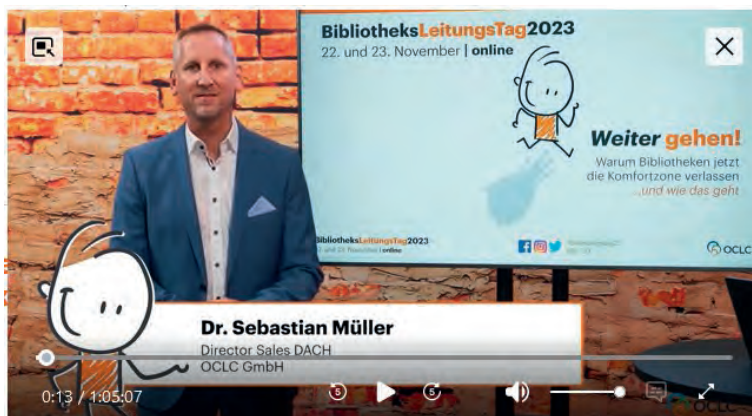 BibliotheksLeitungsTag2023
22. und 23. November | online
Weiter gehen!
Warum Bibliotheken jetzt
die Komfortzone verlassen
...und wie das geht
BibliotheksLeitungsTag2023
OCLC
Dr. Sebastian Müller
Director Sales DACH
OCLC GmbH
0:13 / 1:05:07
5
5
OCLC